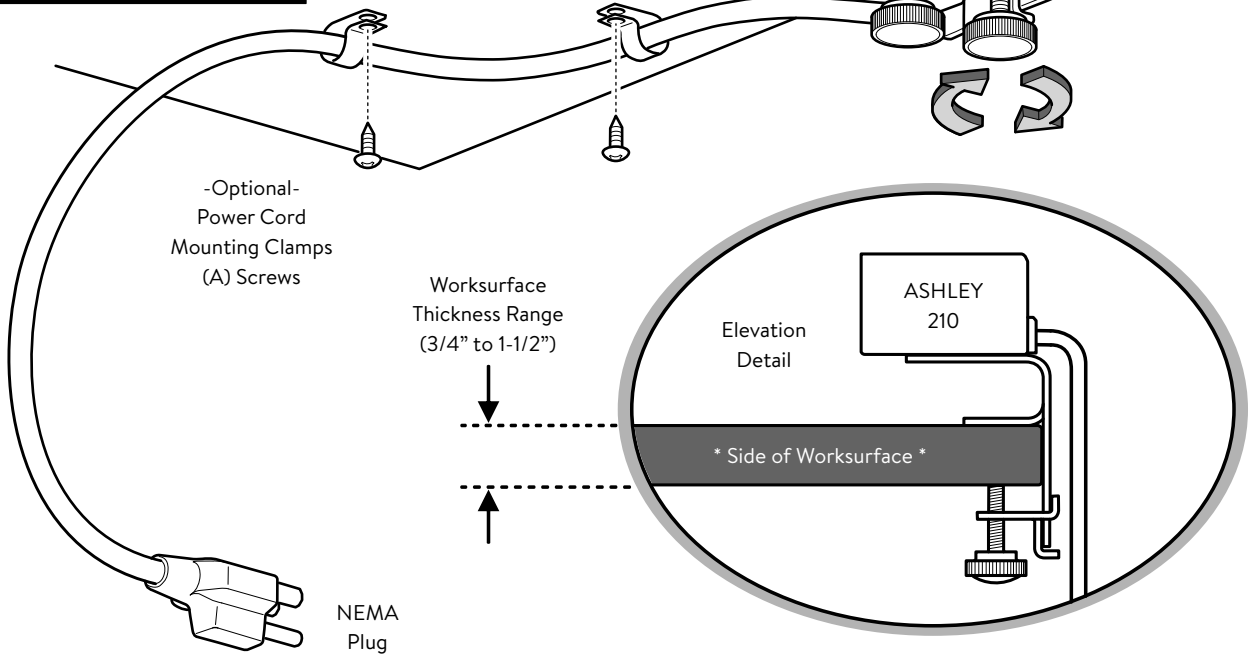 -Optional-
Power Cord
Mounting Clamps
(A) Screws
Worksurface
Thickness Range
(3/4” to 1-1/2”)
Elevation
Detail
ASHLEY
210
* Side of Worksurface *
NEMA
Plug